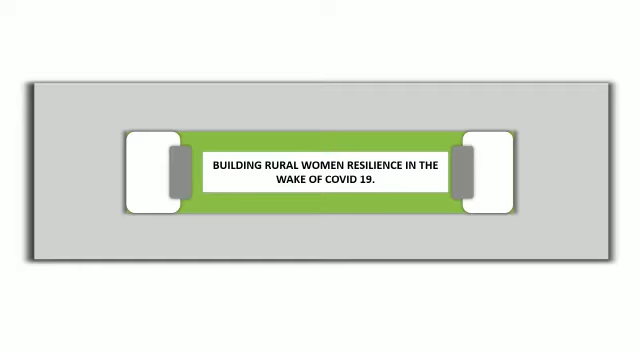 BUILDING RURAL WOMEN RESILIENCE IN THE
WAKE OF COVID 19.